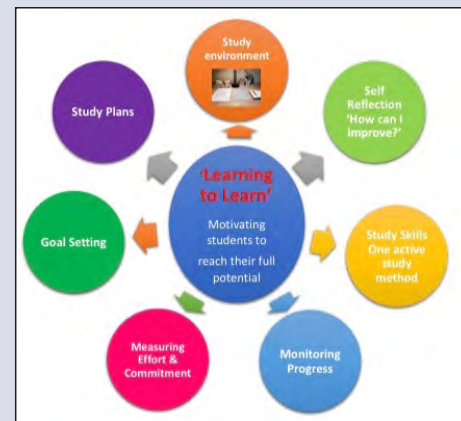 Study
environment
Self
Reflection
'How can I
improve?'
Study Skills
One active
study
method
Monitoring
Progress
Measuring
Effort &
Commitment
Goal Setting
Study Plans
'Learning
to Learn'
Motivating
students to
reach their full
potential